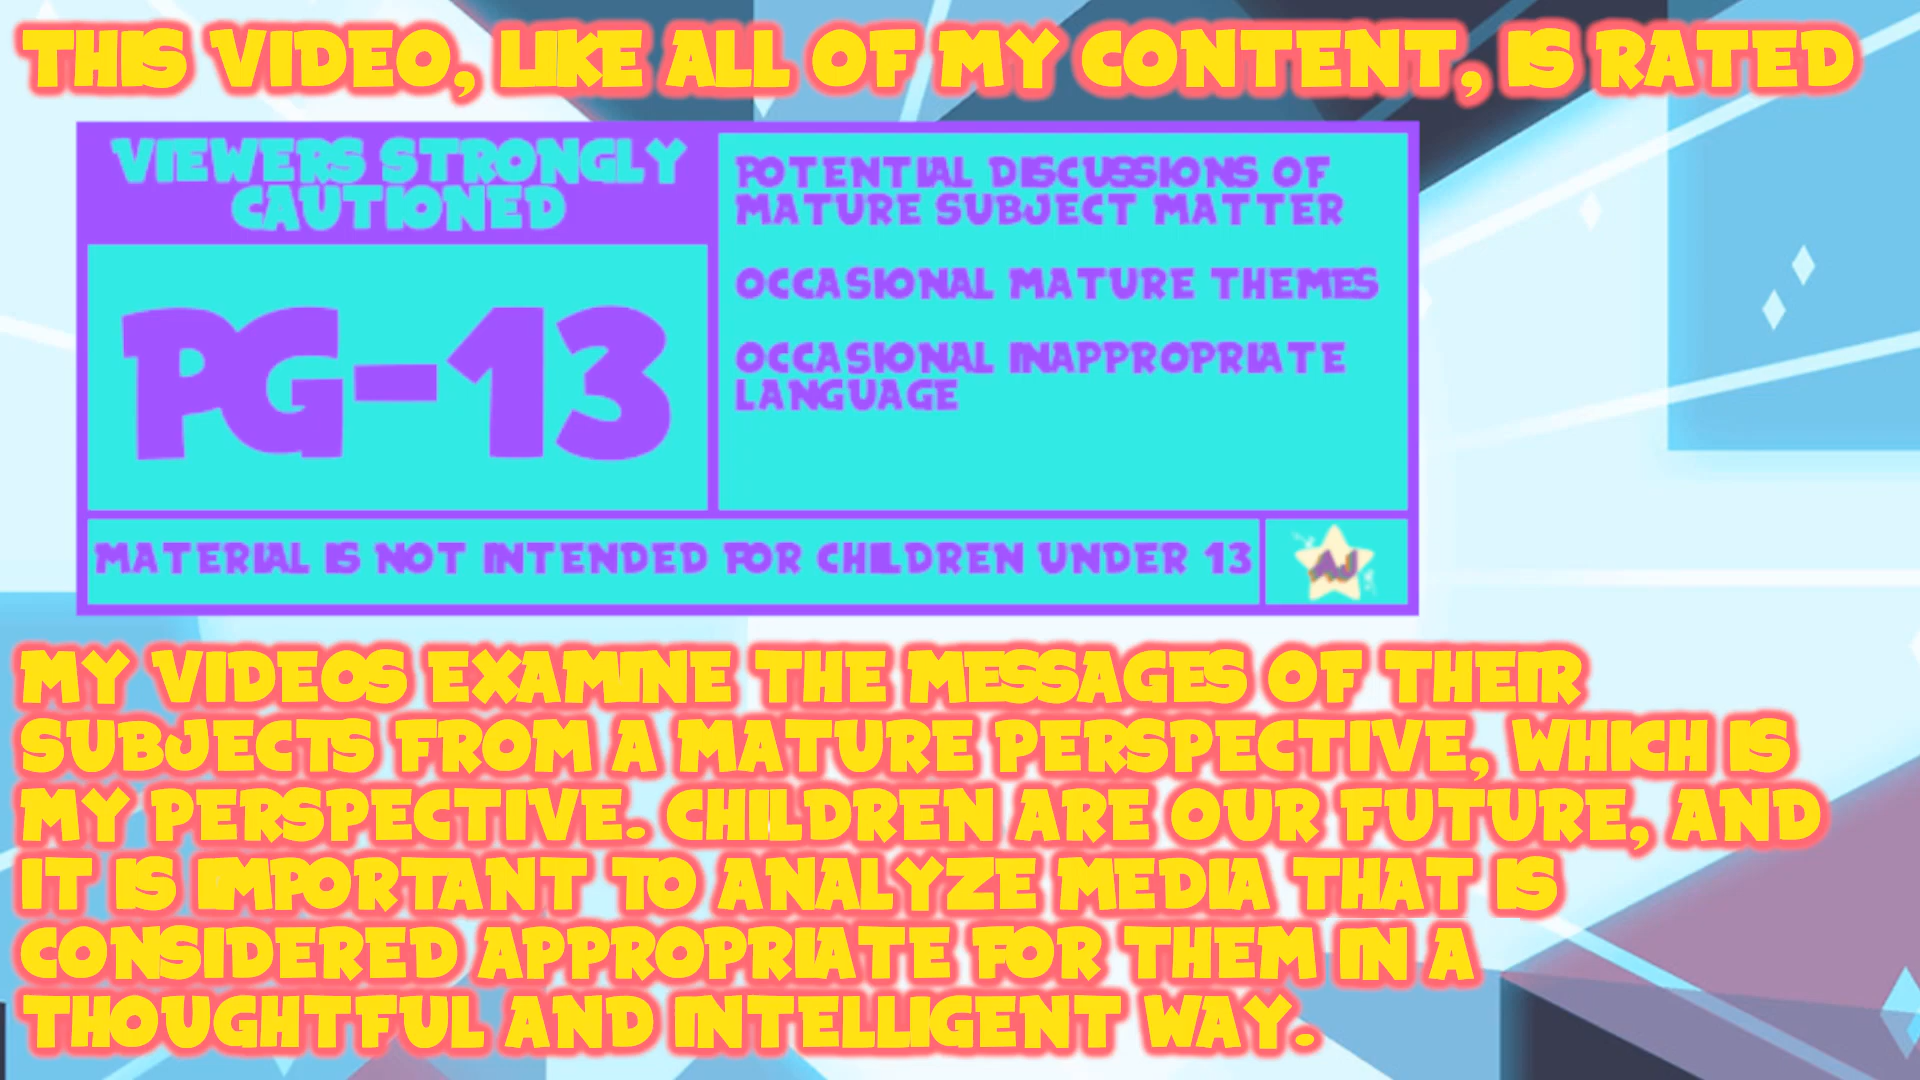 THIS VIDEO, LIKE ALL OF MY CONTENT, IS RATED
VIEWERS STRONGLY
CAUTIONED
PG-13
POTENTIAL DISCUSSIONS OF
MATURE SUBJECT MATTER
OCCASIONAL MATURE THEMES
OCCASIONAL INAPPROPRIATE
LANGUAGE
MATERIAL IS NOT INTENDED FOR CHILDREN UNDER 13
AJ
MY VIDEOS EXAMINE THE MESSAGES OF THEIR
SUBJECTS FROM A MATURE PERSPECTIVE, WHICH IS
MY PERSPECTIVE. CHILDREN ARE OUR FUTURE, AND
IT IS IMPORTANT TO ANALYZE MEDIA THAT IS
CONSIDERED APPROPRIATE FOR THEM IN A
THOUGHTFUL AND INTELLIGENT WAY.